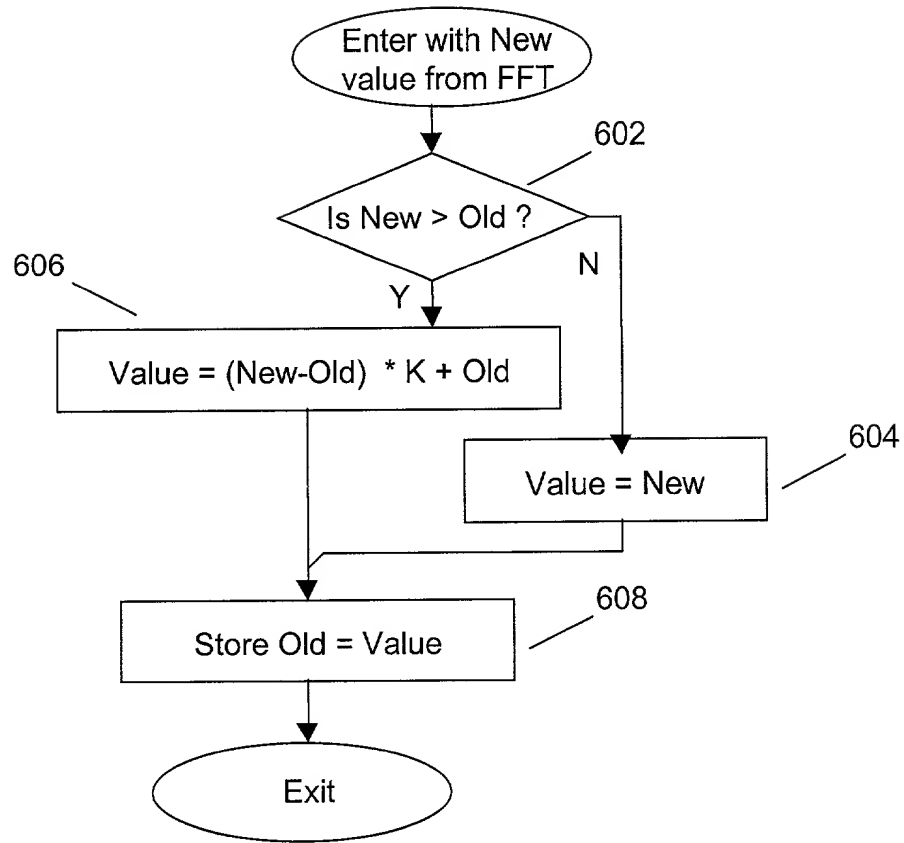 Enter with New
value from FFT
602
Is New > Old ?
N
606
Y
Value = (New-Old) * K + Old
604
Value = New
608
Store Old = Value
Exit